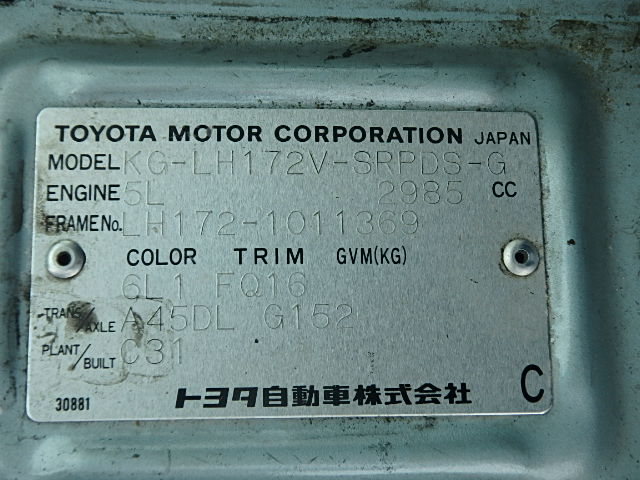 TOYOTA MOTOR CORPORATION JAPAN
MODEL KG-LH172V-SRPDS-G
ENGINE 5L 2985 CC
FRAME No. LH172-1011369
COLOR TRIM GVM(KG)
6L1 FQ16
TRANS/AXLE A45DL G152
PLANT/BUILT C31
30881 トヨタ自動車株式会社 C